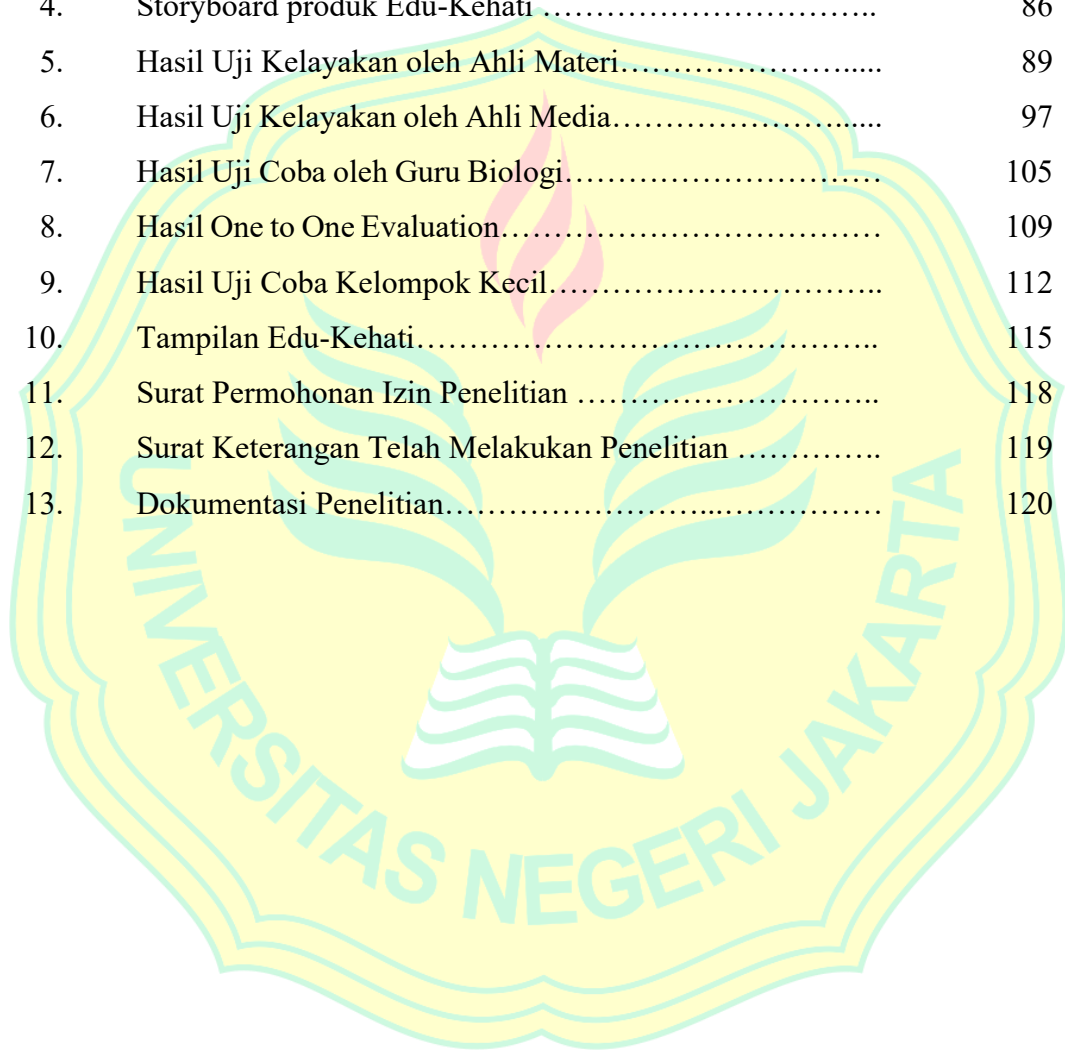 4. Storyboard produk Edu-Kehati ………………………….. 86
5. Hasil Uji Kelayakan oleh Ahli Materi…………………...... 89
6. Hasil Uji Kelayakan oleh Ahli Media…………………...... 97
7. Hasil Uji Coba oleh Guru Biologi………………………… 105
8. Hasil One to One Evaluation……………………………… 109
9. Hasil Uji Coba Kelompok Kecil………………………….. 112
10. Tampilan Edu-Kehati…………………………………….. 115
11. Surat Permohonan Izin Penelitian ……………………….. 118
12. Surat Keterangan Telah Melakukan Penelitian …………. 119
13. Dokumentasi Penelitian……………………...…………… 120
UNIVERSITAS NEGERI JAKARTA